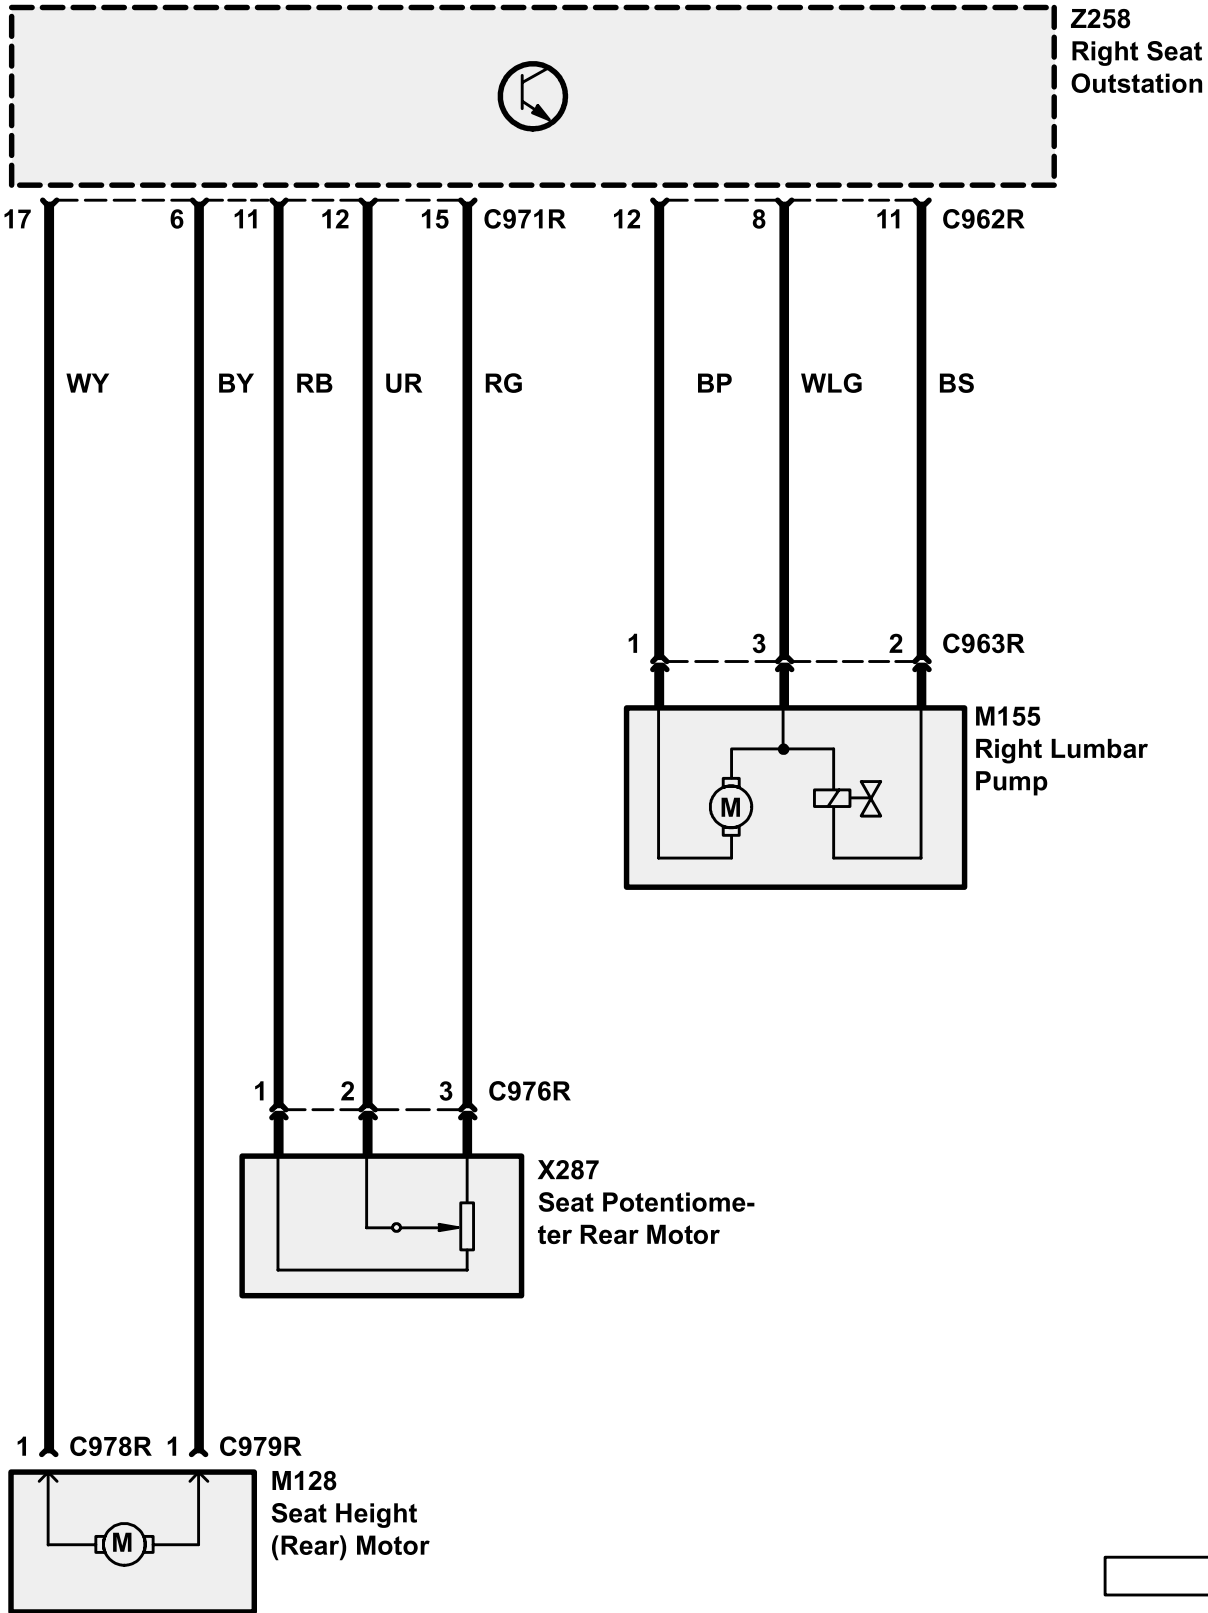 Z258
Right Seat
Outstation
17 6 11 12 15 C971R 12 8 11 C962R
WY BY RB UR RG BP WLG BS
1 3 2 C963R
M155
Right Lumbar
Pump
M
1 2 3 C976R
X287
Seat Potentiome-
ter Rear Motor
1 C978R 1 C979R
M128
Seat Height
(Rear) Motor
M